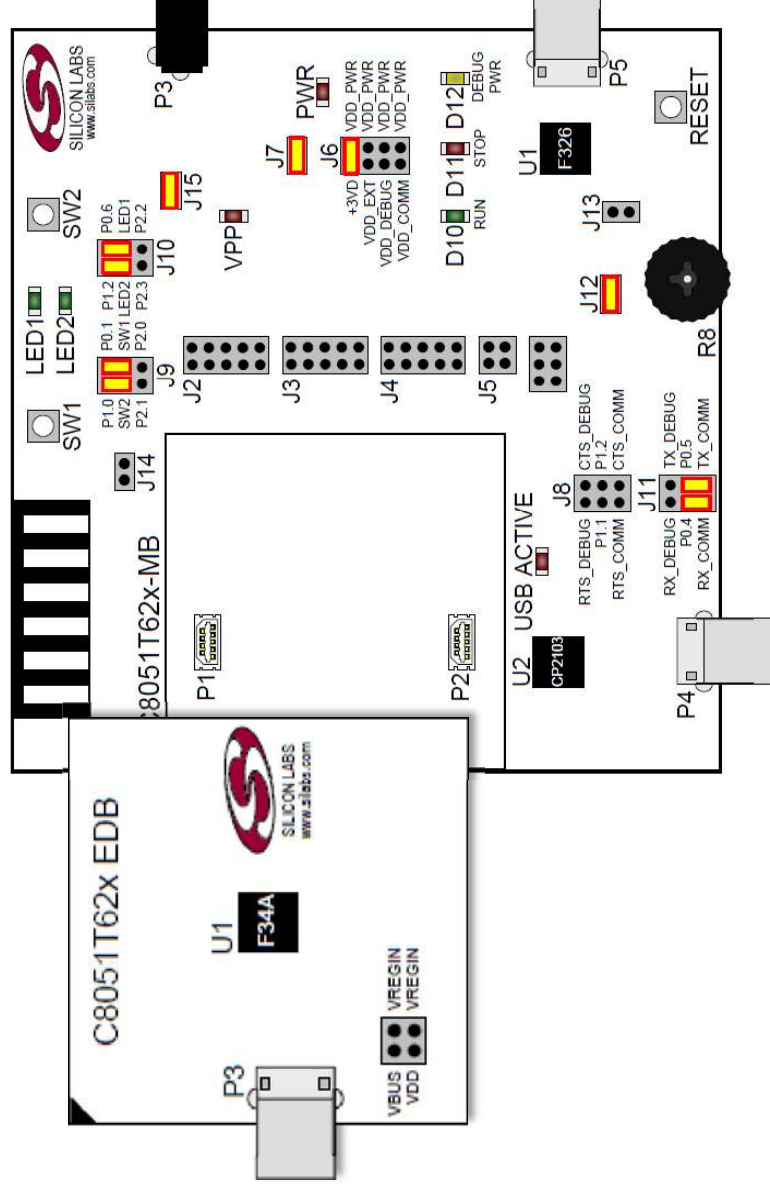 SILICON LABS
www.silabs.com
P3
SW2
LED1
LED2
SW1
P0.6
LED1
P2.2
P1.2
LED2
P2.3
J10
P0.1
SW1
P2.0
P1.0
SW2
P2.1
J9
J15
J14
VPP
PWR
J7
J6
VDD_PWR
VDD_PWR
VDD_PWR
VDD_PWR
+3VD
VDD_EXT
VDD_DEBUG
VDD_COMM
D12
DEBUG
PWR
D11
STOP
D10
RUN
P5
U1
F326
RESET
J13
J12
R8
J2
J3
J4
J5
J8
CTS_DEBUG
P1.2
CTS_COMM
RTS_DEBUG
P1.1
RTS_COMM
J11
TX_DEBUG
P0.5
TX_COMM
RX_DEBUG
P0.4
RX_COMM
C8051T62x-MB
P1
P2
USB ACTIVE
U2
CP2103
P4
C8051T62x EDB
SILICON LABS
www.silabs.com
U1
F34A
P3
VBUS
VDD
VREGIN
VREGIN